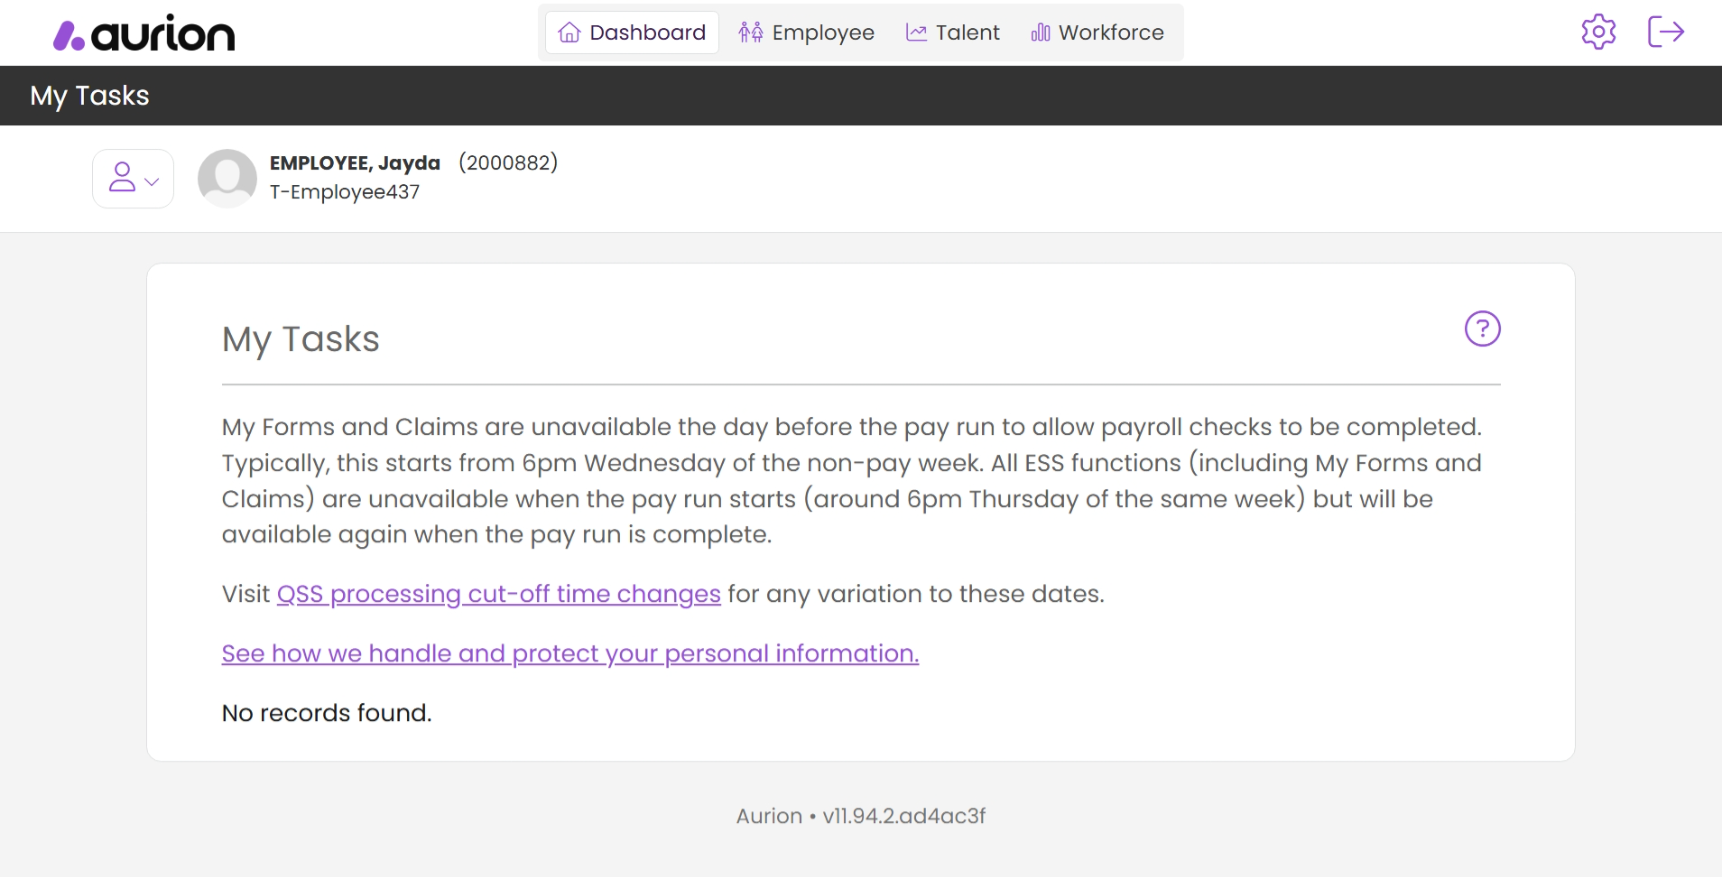 aurion
Dashboard
Employee
Talent
Workforce
My Tasks
EMPLOYEE, Jayda (2000882)
T-Employee437
My Tasks
?
My Forms and Claims are unavailable the day before the pay run to allow payroll checks to be completed.
Typically, this starts from 6pm Wednesday of the non-pay week. All ESS functions (including My Forms and
Claims) are unavailable when the pay run starts (around 6pm Thursday of the same week) but will be
available again when the pay run is complete.
Visit QSS processing cut-off time changes for any variation to these dates.
See how we handle and protect your personal information.
No records found.
Aurion • v11.94.2.ad4ac3f